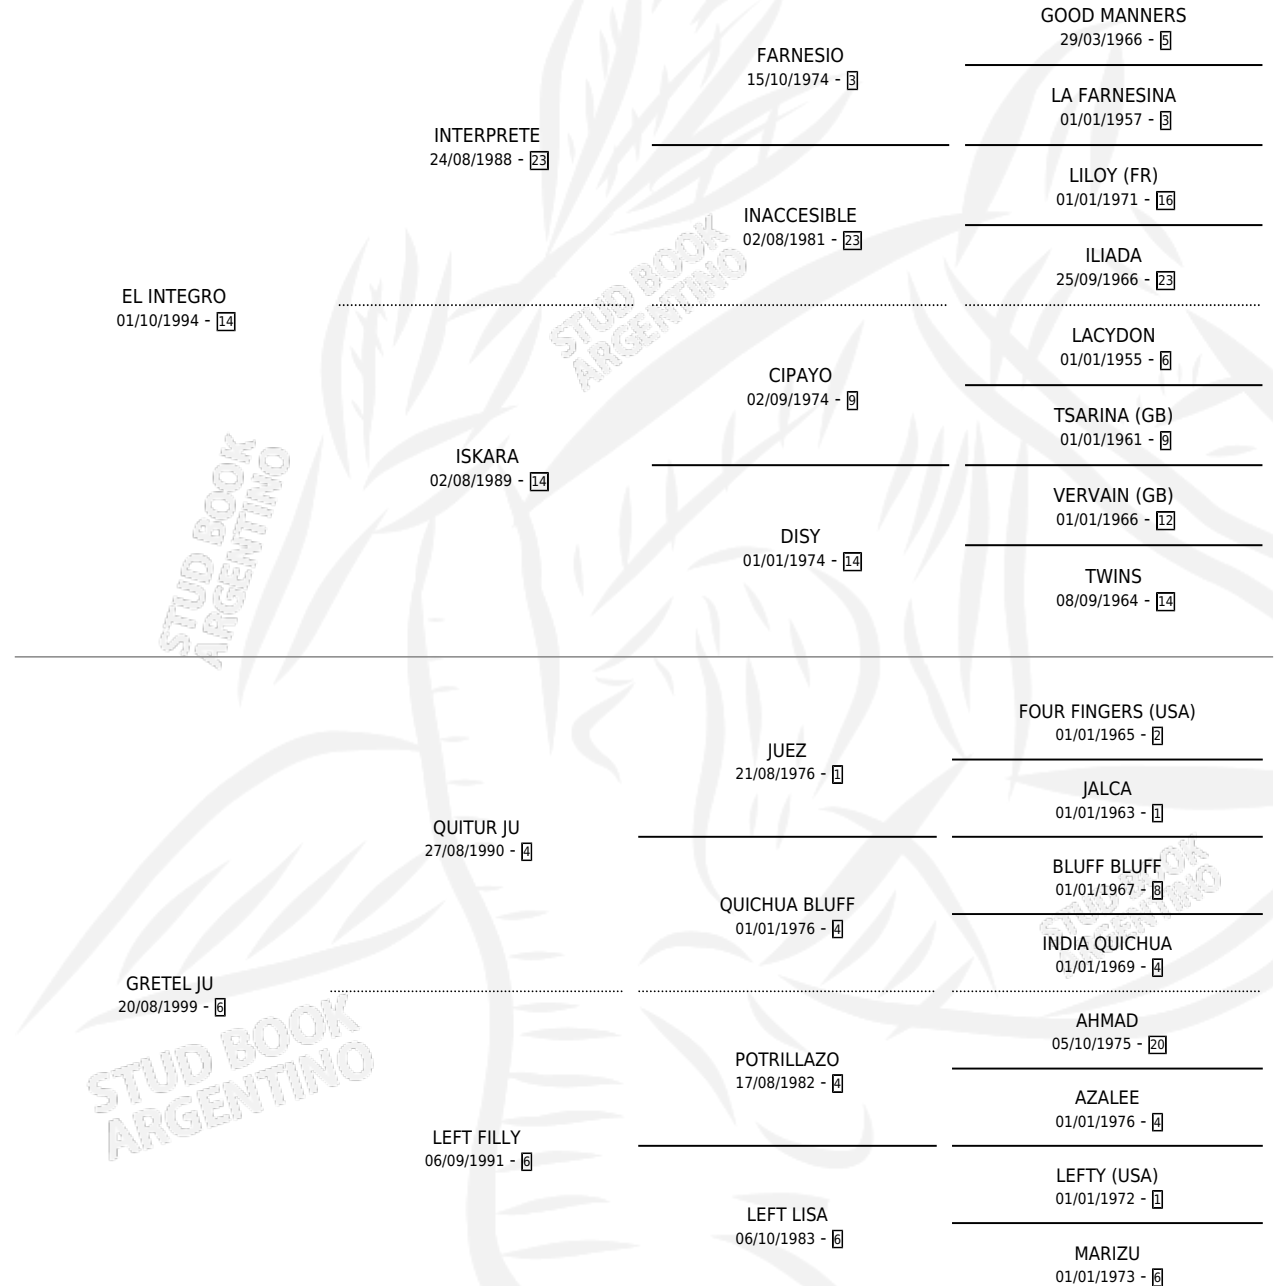 GOOD MANNERS
29/03/1966 - 5
FARNESIO
15/10/1974 - 3
LA FARNESINA
01/01/1957 - 3
INTERPRETE
24/08/1988 - 23
LILOY (FR)
01/01/1971 - 16
INACCESIBLE
02/08/1981 - 23
ILIADA
25/09/1966 - 23
EL INTEGRO
01/10/1994 - 14
LACYDON
01/01/1955 - 6
CIPAYO
02/09/1974 - 9
TSARINA (GB)
01/01/1961 - 9
ISKARA
02/08/1989 - 14
VERVAIN (GB)
01/01/1966 - 12
DISY
01/01/1974 - 14
TWINS
08/09/1964 - 14
STUD BOOK
ARGENTINO
STUD BOOK
ARGENTINO
FOUR FINGERS (USA)
01/01/1965 - 2
JUEZ
21/08/1976 - 1
JALCA
01/01/1963 - 1
QUITUR JU
27/08/1990 - 4
BLUFF BLUFF
01/01/1967 - 8
QUICHUA BLUFF
01/01/1976 - 4
INDIA QUICHUA
01/01/1969 - 4
GRETEL JU
20/08/1999 - 6
AHMAD
05/10/1975 - 20
POTRILLAZO
17/08/1982 - 4
AZALEE
01/01/1976 - 4
LEFT FILLY
06/09/1991 - 6
LEFTY (USA)
01/01/1972 - 1
LEFT LISA
06/10/1983 - 6
MARIZU
01/01/1973 - 6
STUD BOOK
ARGENTINO
STUD BOOK
ARGENTINO